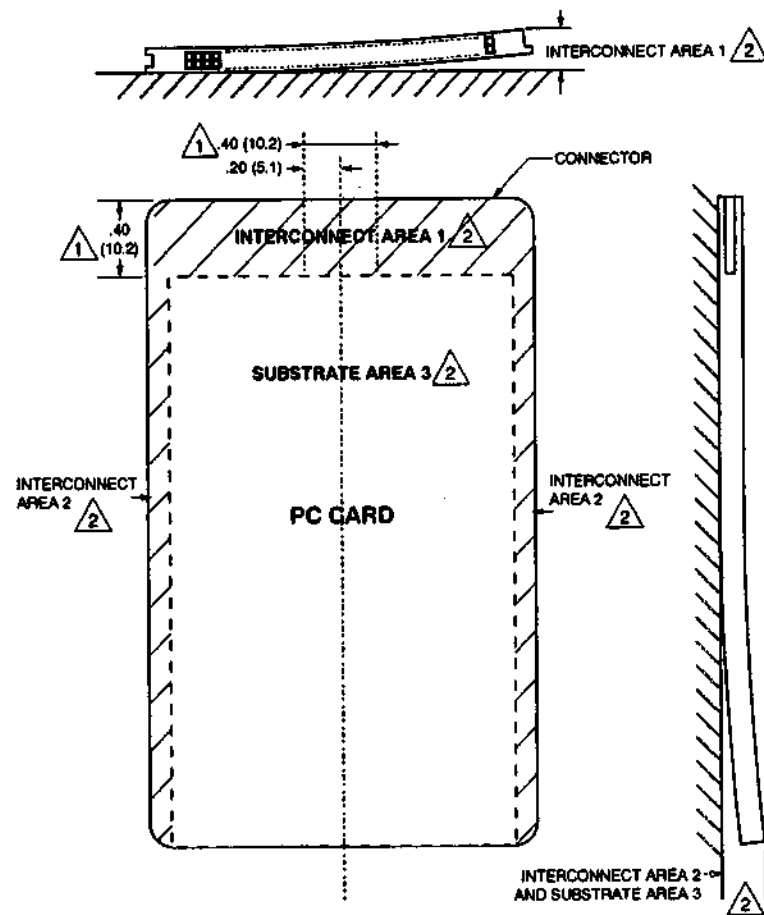 INTERCONNECT AREA 1 2
1 .40 (10.2)
.20 (5.1)
CONNECTOR
1 .40
(10.2)
INTERCONNECT AREA 1 2
SUBSTRATE AREA 3 2
INTERCONNECT
AREA 2 2
INTERCONNECT
AREA 2 2
PC CARD
INTERCONNECT AREA 2
AND SUBSTRATE AREA 3 2